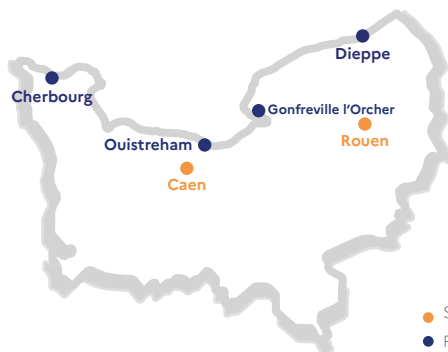 Dieppe
Cherbourg
Gonfreville l'Orcher
Ouistreham
Rouen
Caen
S
P